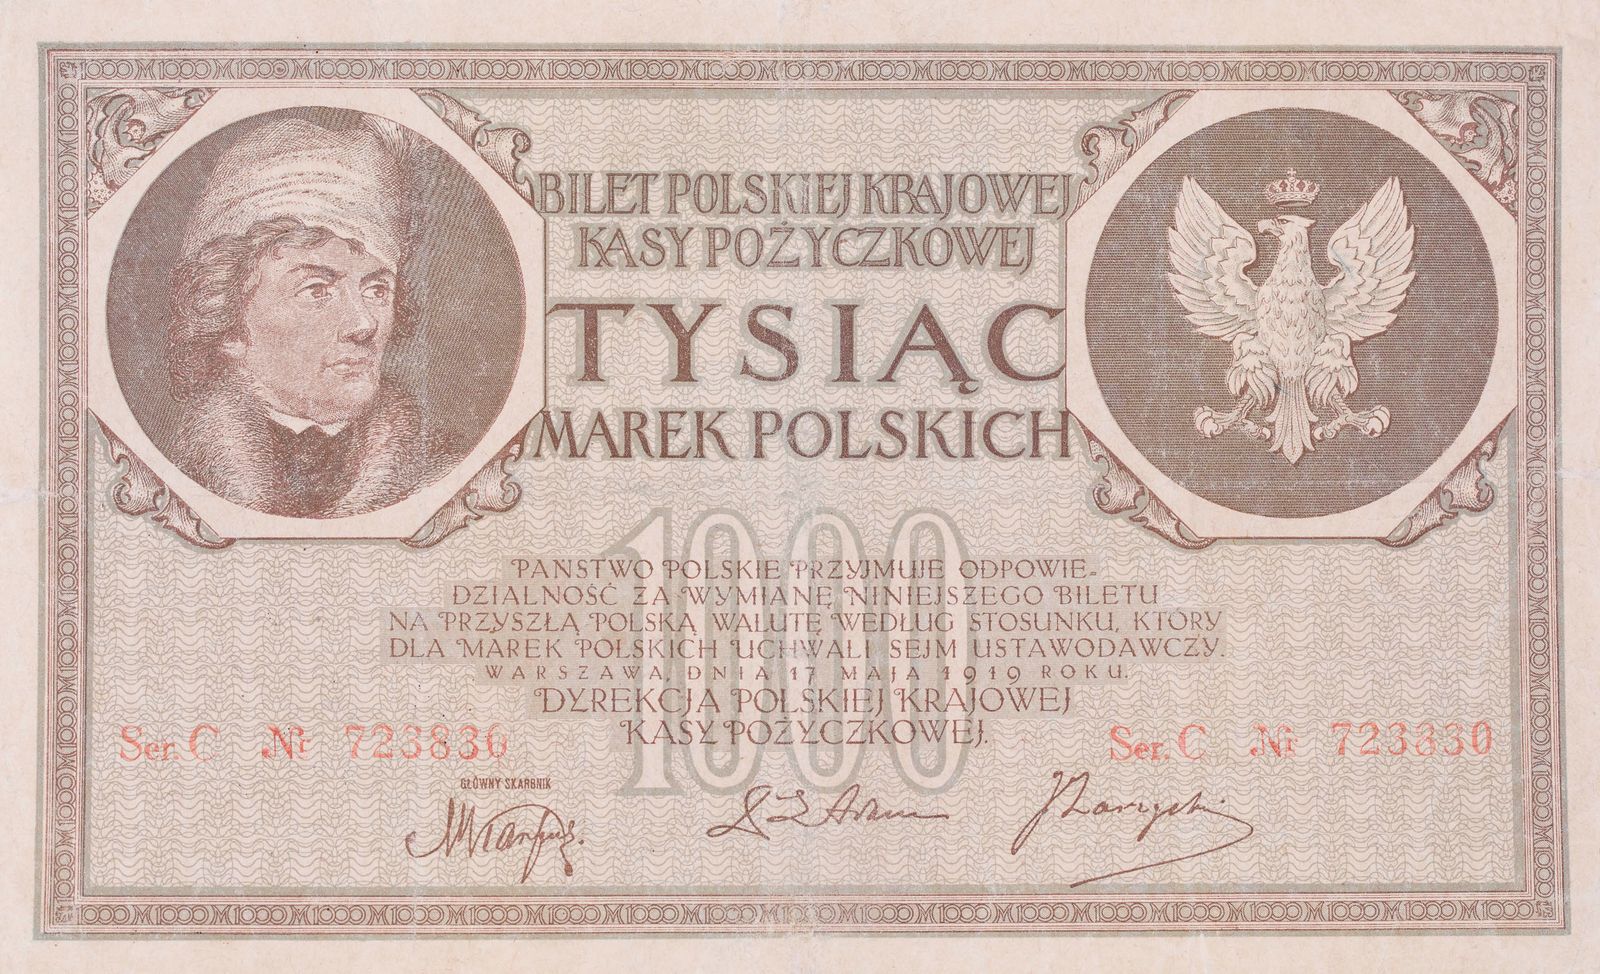 BILET POLSKIEJ KRAJOWEJ
KASY POŻYCZKOWEJ
TYSIĄC
MAREK POLSKICH
1000
PAŃSTWO POLSKIE PRZYJMUJE ODPOWIE-
DZIALNOŚĆ ZA WYMIANĘ NINIEJSZEGO BILETU
NA PRZYSZŁĄ POLSKĄ WALUTĘ WEDŁUG STOSUNKU, KTÓRY
DLA MAREK POLSKICH UCHWALI SEJM USTAWODAWCZY.
WARSZAWA, DNIA 17 MAJA 1919 ROKU.
DYREKCJA POLSKIEJ KRAJOWEJ
KASY POŻYCZKOWEJ.
Ser. C № 723830
Ser. C № 723830
GŁÓWNY SKARBNIK